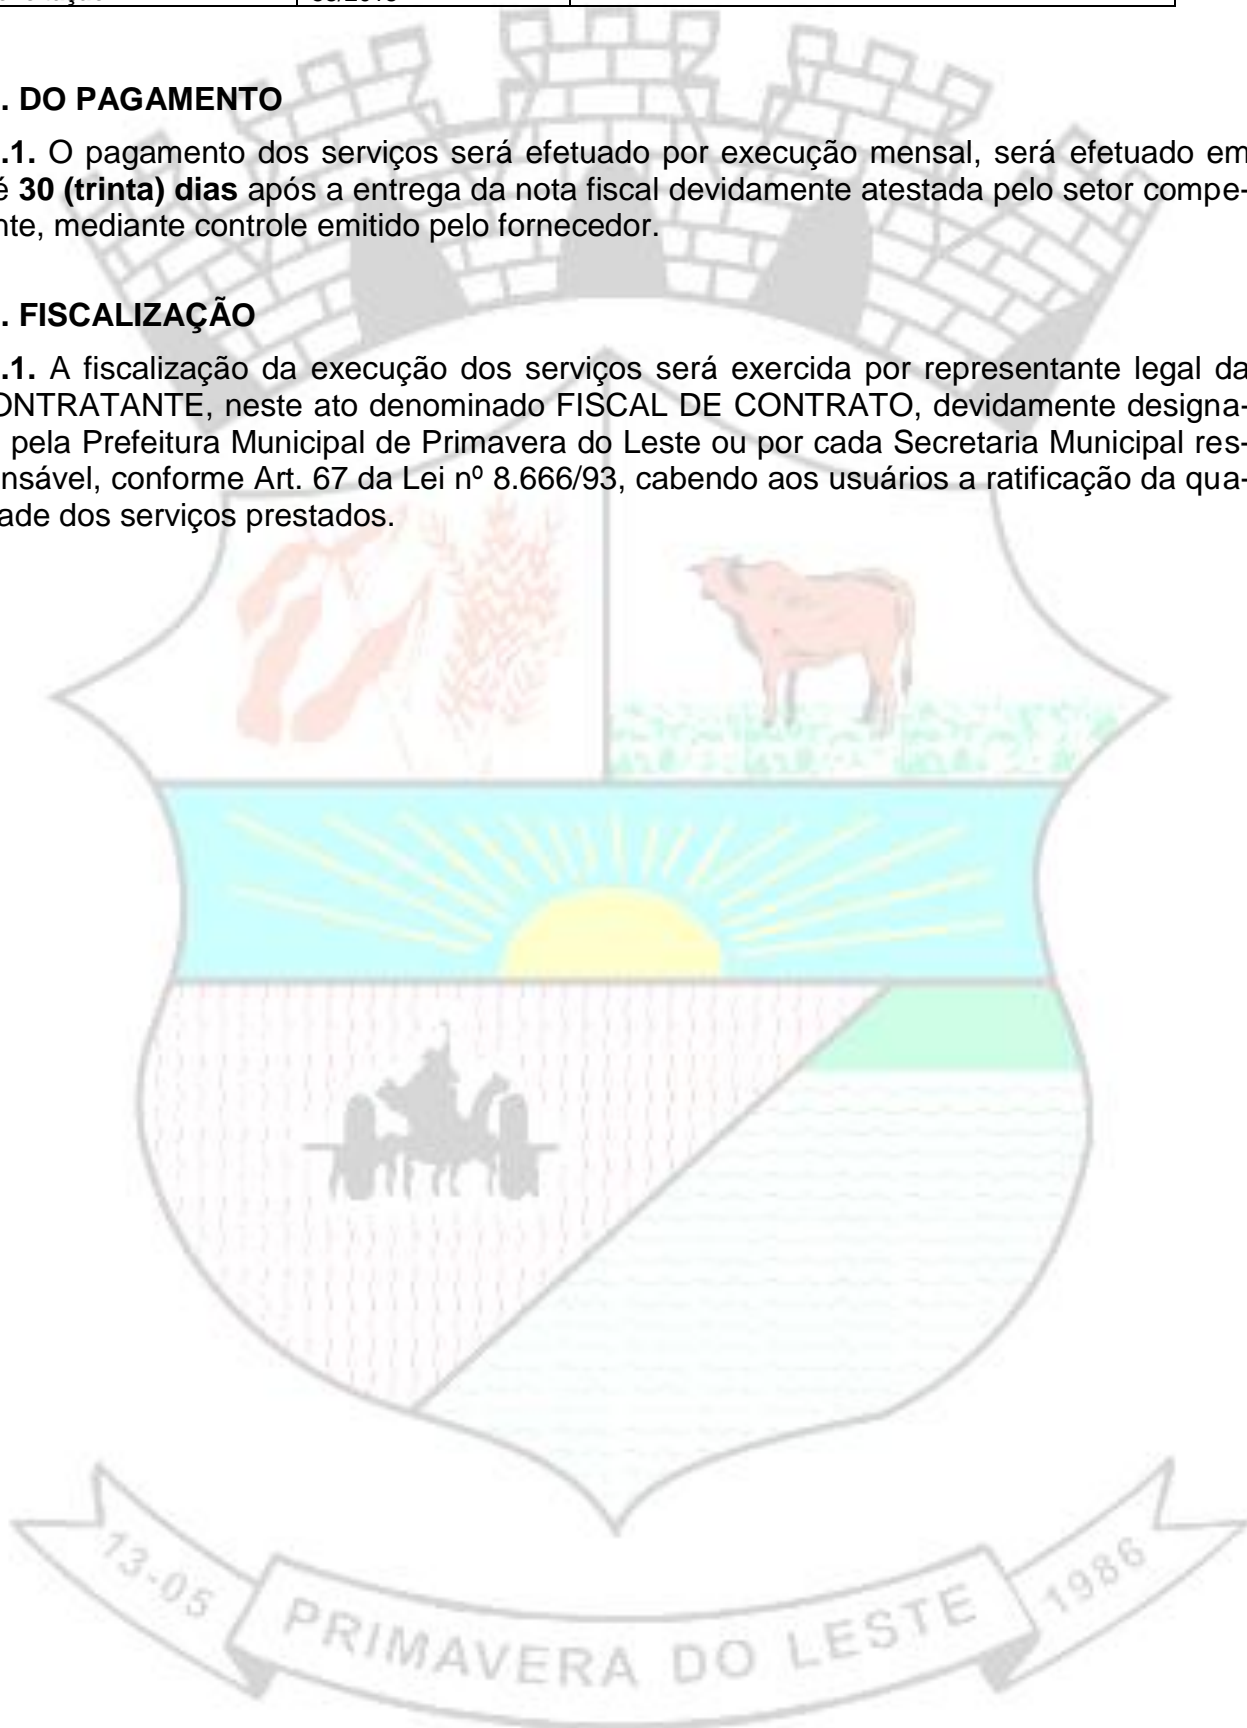 . DO PAGAMENTO
.1. O pagamento dos serviços será efetuado por execução mensal, será efetuado em
é 30 (trinta) dias após a entrega da nota fiscal devidamente atestada pelo setor compe-
nte, mediante controle emitido pelo fornecedor.
. FISCALIZAÇÃO
.1. A fiscalização da execução dos serviços será exercida por representante legal da
ONTRATANTE, neste ato denominado FISCAL DE CONTRATO, devidamente designa-
pela Prefeitura Municipal de Primavera do Leste ou por cada Secretaria Municipal res-
nsável, conforme Art. 67 da Lei nº 8.666/93, cabendo aos usuários a ratificação da qua-
ade dos serviços prestados.
13-05 PRIMAVERA DO LESTE 1986